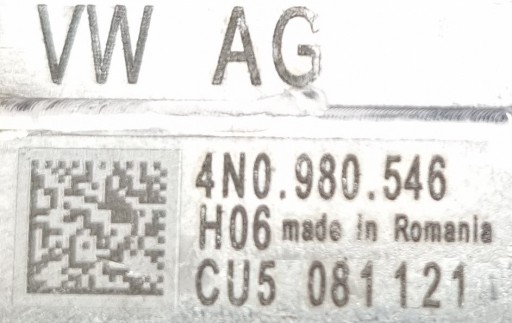 VW AG
4N0.980.546
H06 made in Romania
CU5 081121